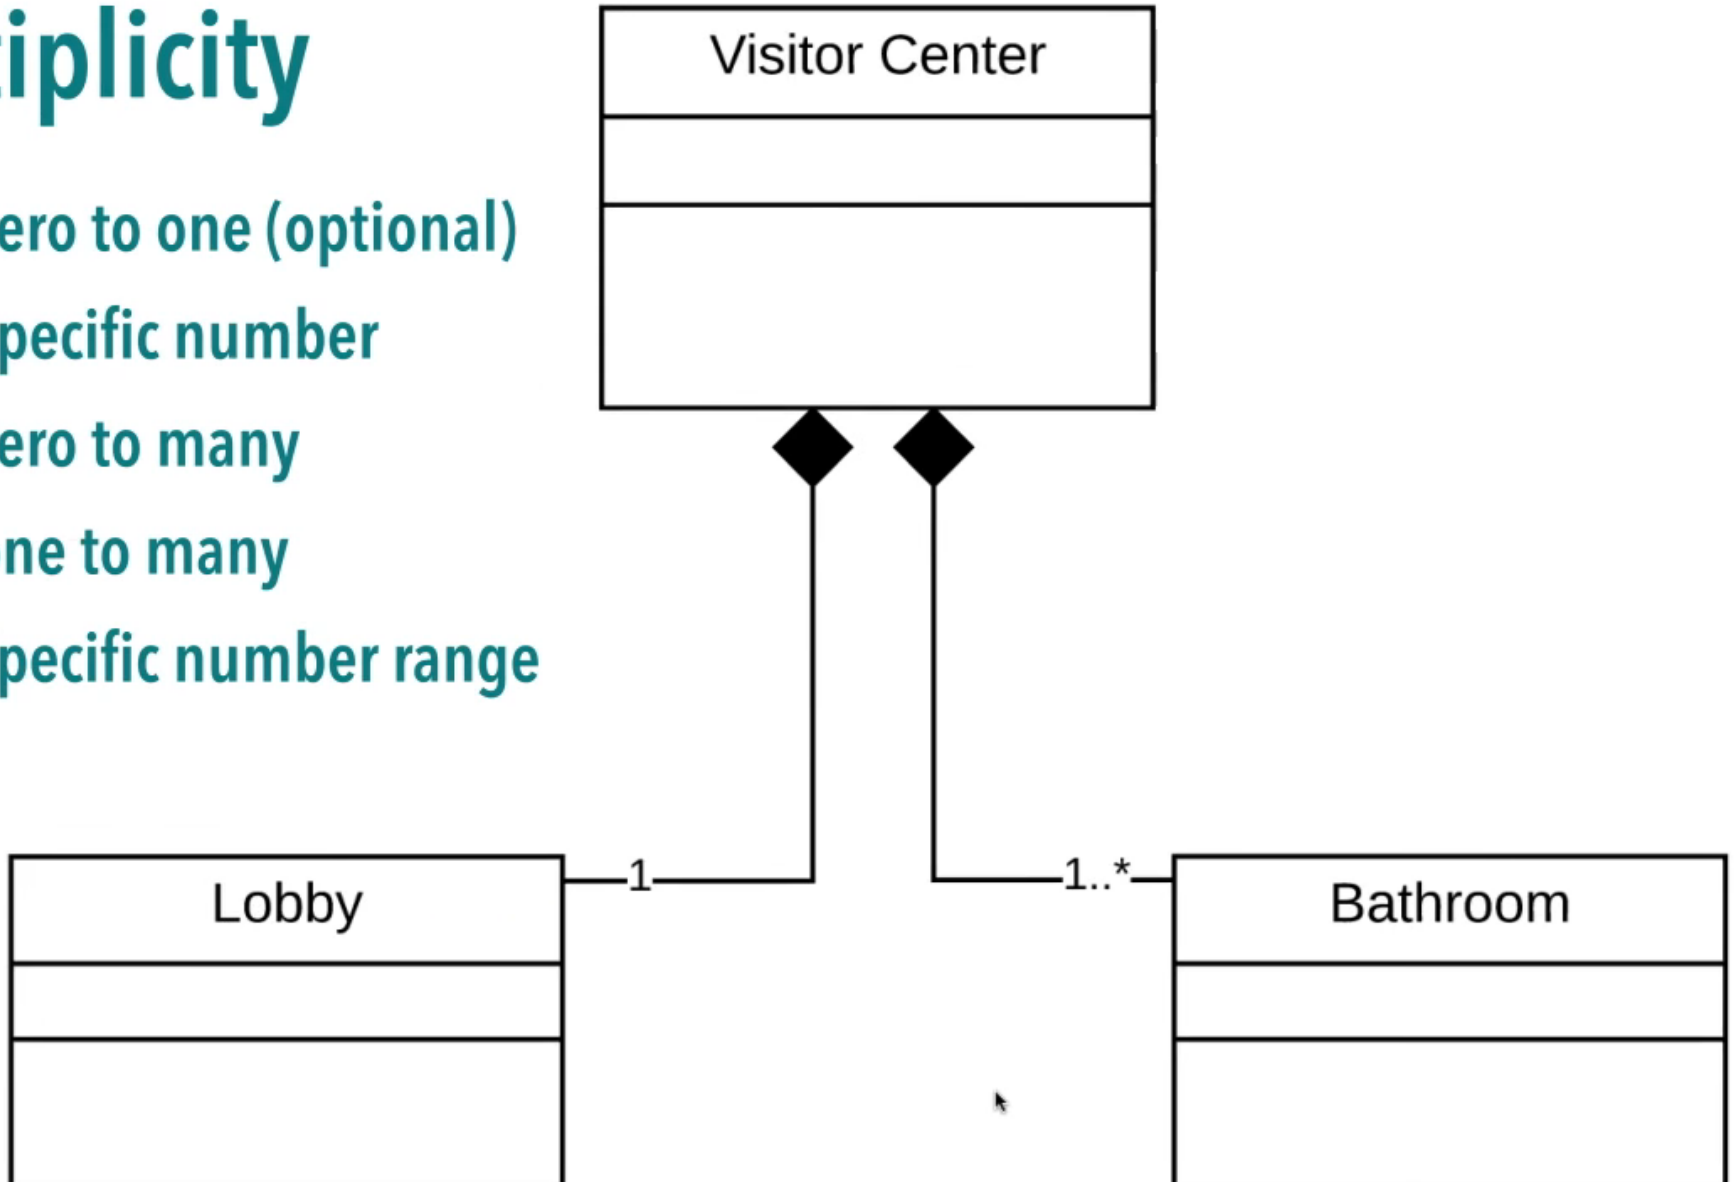 tiplicity
ero to one (optional)
pecific number
ero to many
ne to many
pecific number range
Visitor Center
1
1..*
Lobby
Bathroom